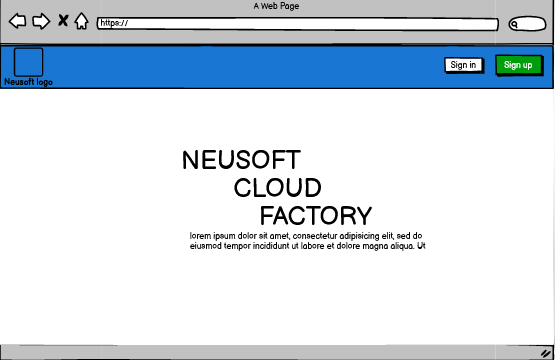 A Web Page
https://
Neusoft logo
Sign in
Sign up
NEUSOFT
CLOUD
FACTORY
lorem ipsum dolor sit amet, consectetur adipisicing elit, sed do
eiusmod tempor incididunt ut labore et dolore magna aliqua. Ut